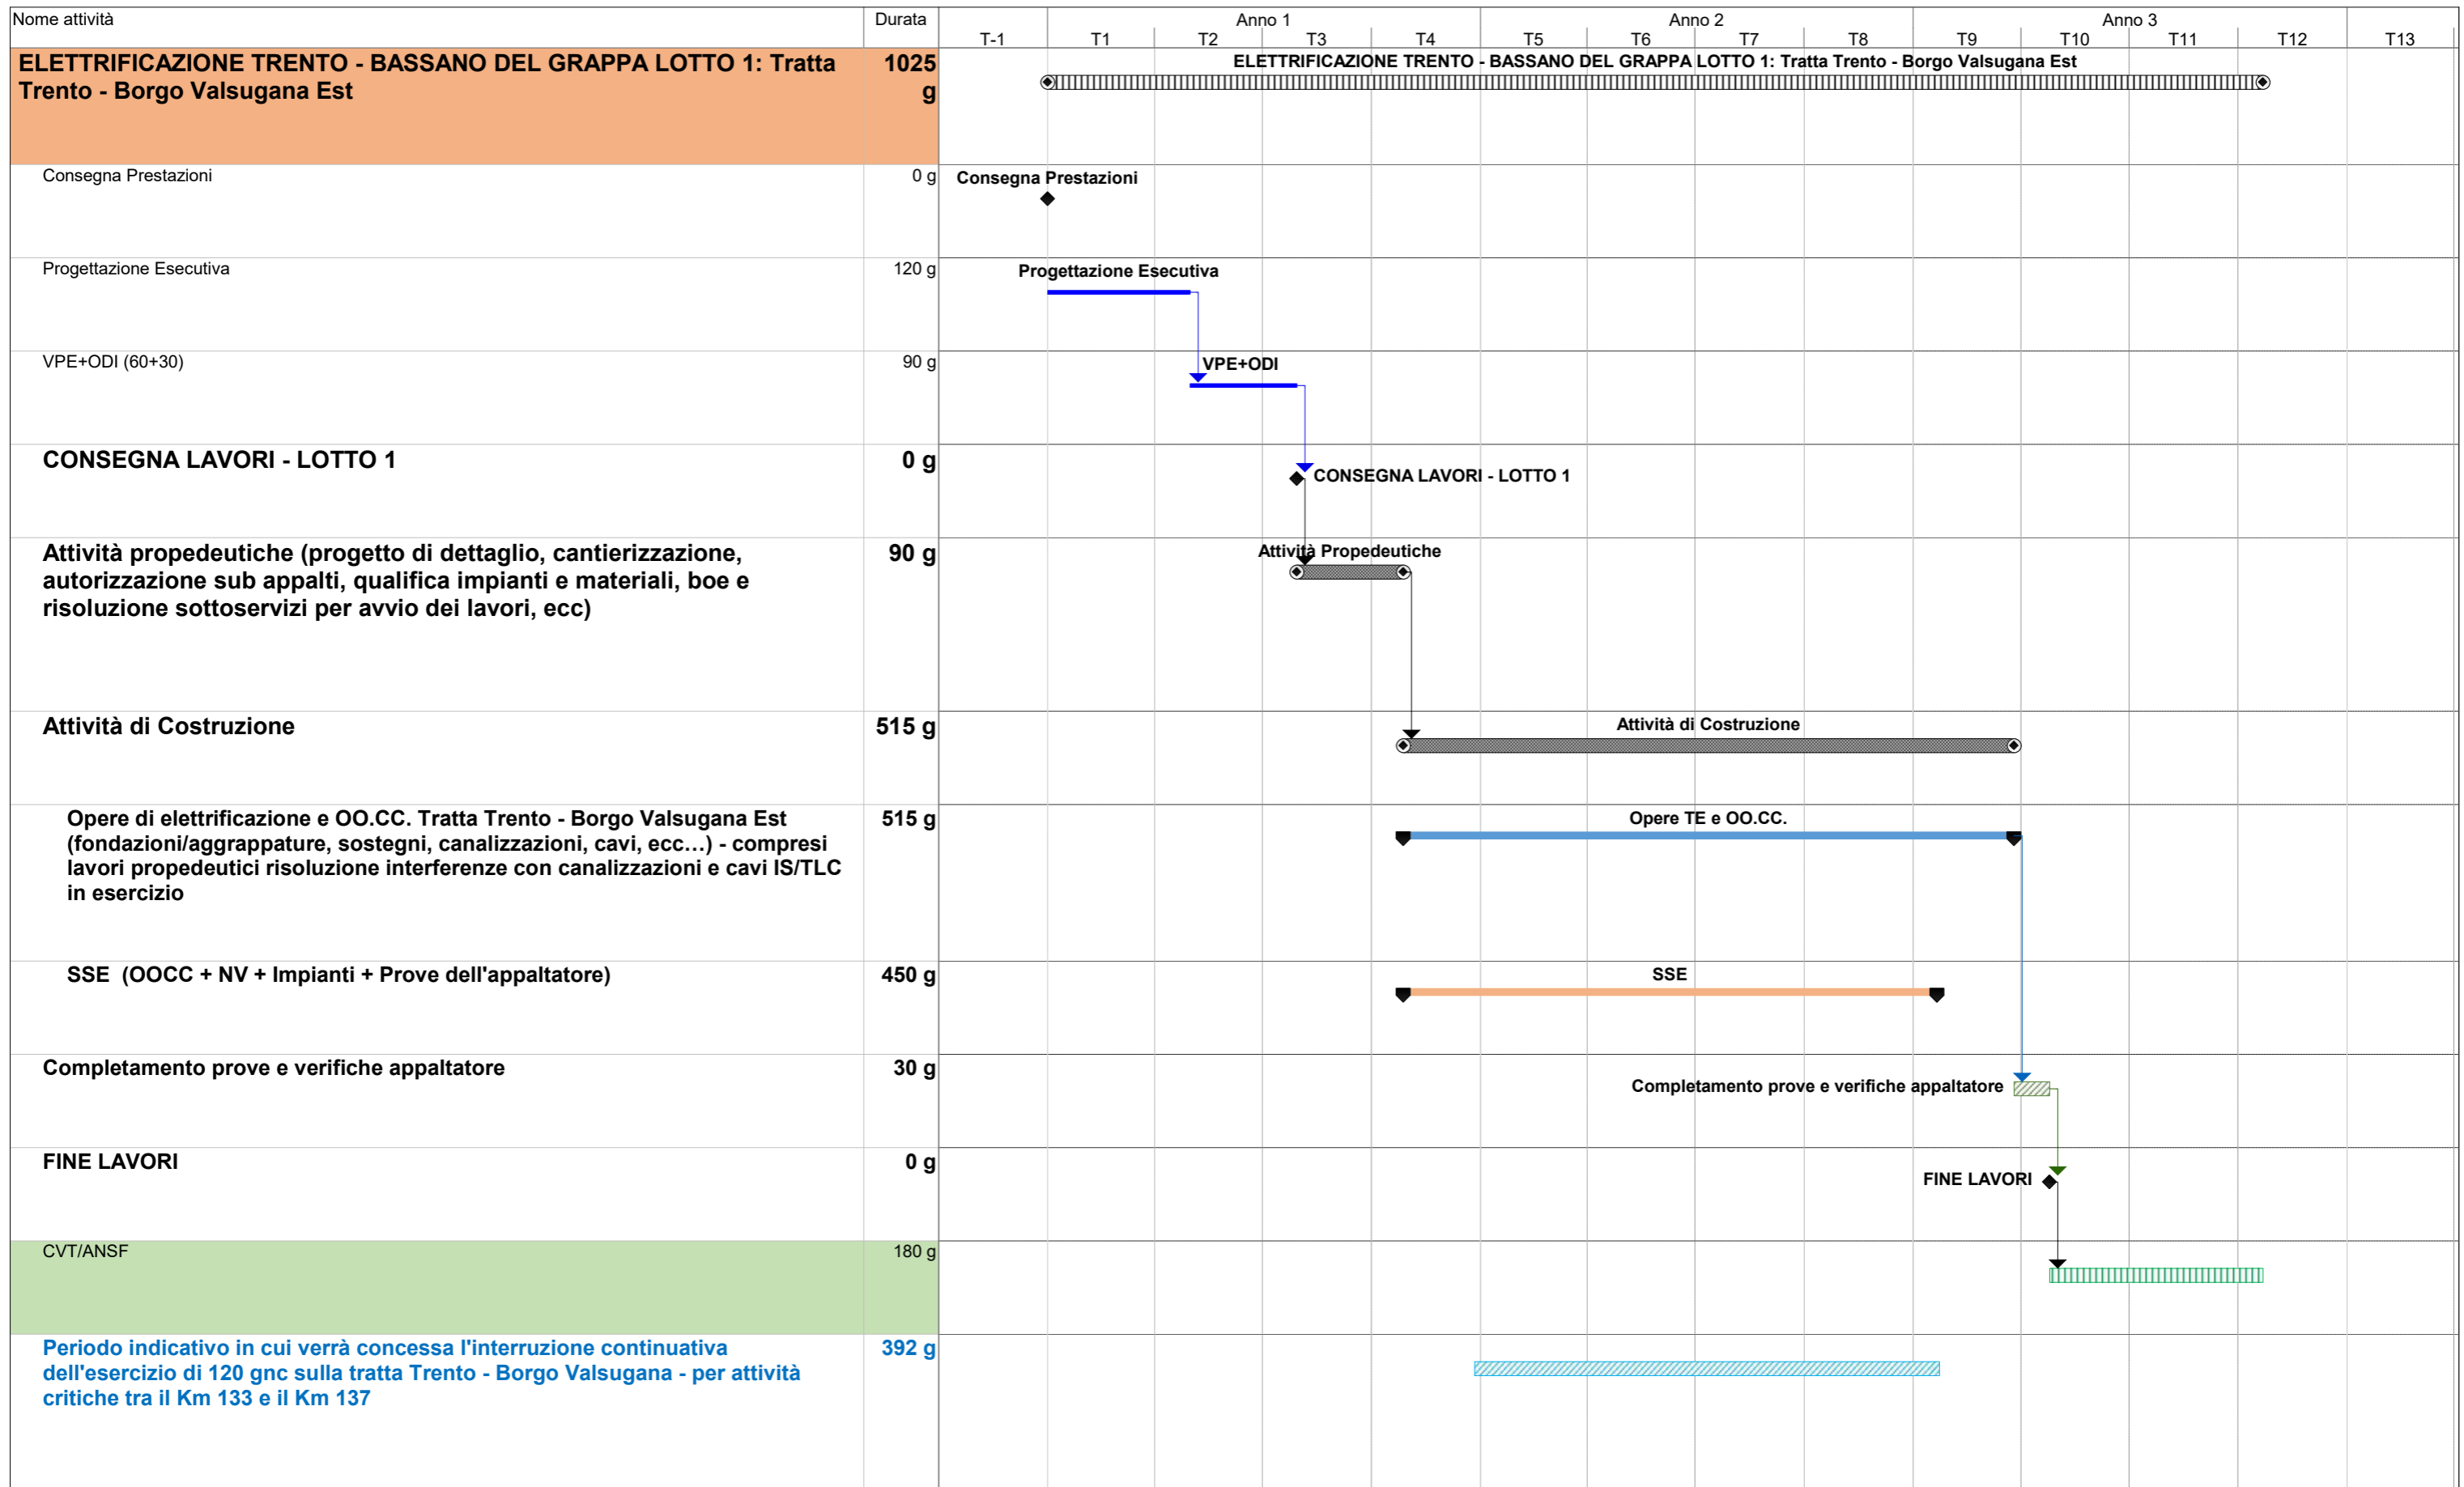 Nome attività Durata Anno 1 Anno 2 Anno 3
T-1 T1 T2 T3 T4 T5 T6 T7 T8 T9 T10 T11 T12 T13
ELETTRIFICAZIONE TRENTO - BASSANO DEL GRAPPA LOTTO 1: Tratta
Trento - Borgo Valsugana Est
1025
g
ELETTRIFICAZIONE TRENTO - BASSANO DEL GRAPPA LOTTO 1: Tratta Trento - Borgo Valsugana Est
Consegna Prestazioni 0 g
Consegna Prestazioni
Progettazione Esecutiva 120 g
Progettazione Esecutiva
VPE+ODI (60+30) 90 g
VPE+ODI
CONSEGNA LAVORI - LOTTO 1 0 g
CONSEGNA LAVORI - LOTTO 1
Attività propedeutiche (progetto di dettaglio, cantierizzazione,
autorizzazione sub appalti, qualifica impianti e materiali, boe e
risoluzione sottoservizi per avvio dei lavori, ecc)
90 g
Attività Propedeutiche
Attività di Costruzione 515 g
Attività di Costruzione
Opere di elettrificazione e OO.CC. Tratta Trento - Borgo Valsugana Est
(fondazioni/aggrappature, sostegni, canalizzazioni, cavi, ecc…) - compresi
lavori propedeutici risoluzione interferenze con canalizzazioni e cavi IS/TLC
in esercizio
515 g
Opere TE e OO.CC.
SSE (OOCC + NV + Impianti + Prove dell'appaltatore) 450 g
SSE
Completamento prove e verifiche appaltatore 30 g
Completamento prove e verifiche appaltatore
FINE LAVORI 0 g
FINE LAVORI
CVT/ANSF 180 g
Periodo indicativo in cui verrà concessa l'interruzione continuativa
dell'esercizio di 120 gnc sulla tratta Trento - Borgo Valsugana - per attività
critiche tra il Km 133 e il Km 137
392 g